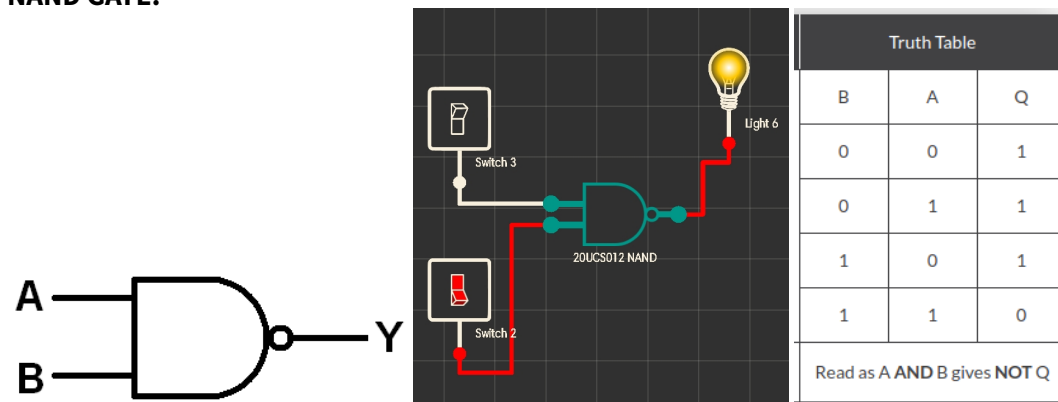 NAND GATE:
A
B
Y
Switch 3
Light 6
20UCS012 NAND
Switch 2
Truth Table
B A Q
0 0 1
0 1 1
1 0 1
1 1 0
Read as A AND B gives NOT Q